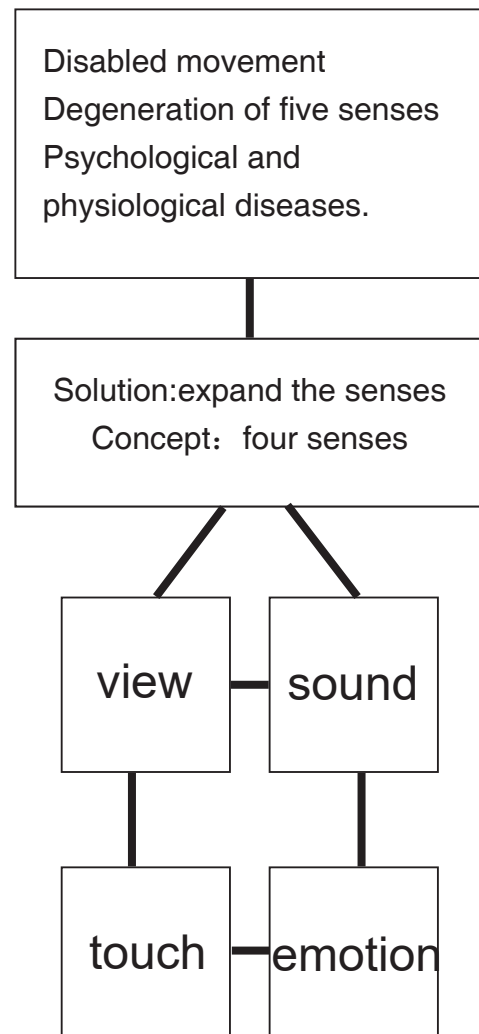 Disabled movement
Degeneration of five senses
Psychological and
physiological diseases.
Solution:expand the senses
Concept：four senses
view
sound
touch
emotion